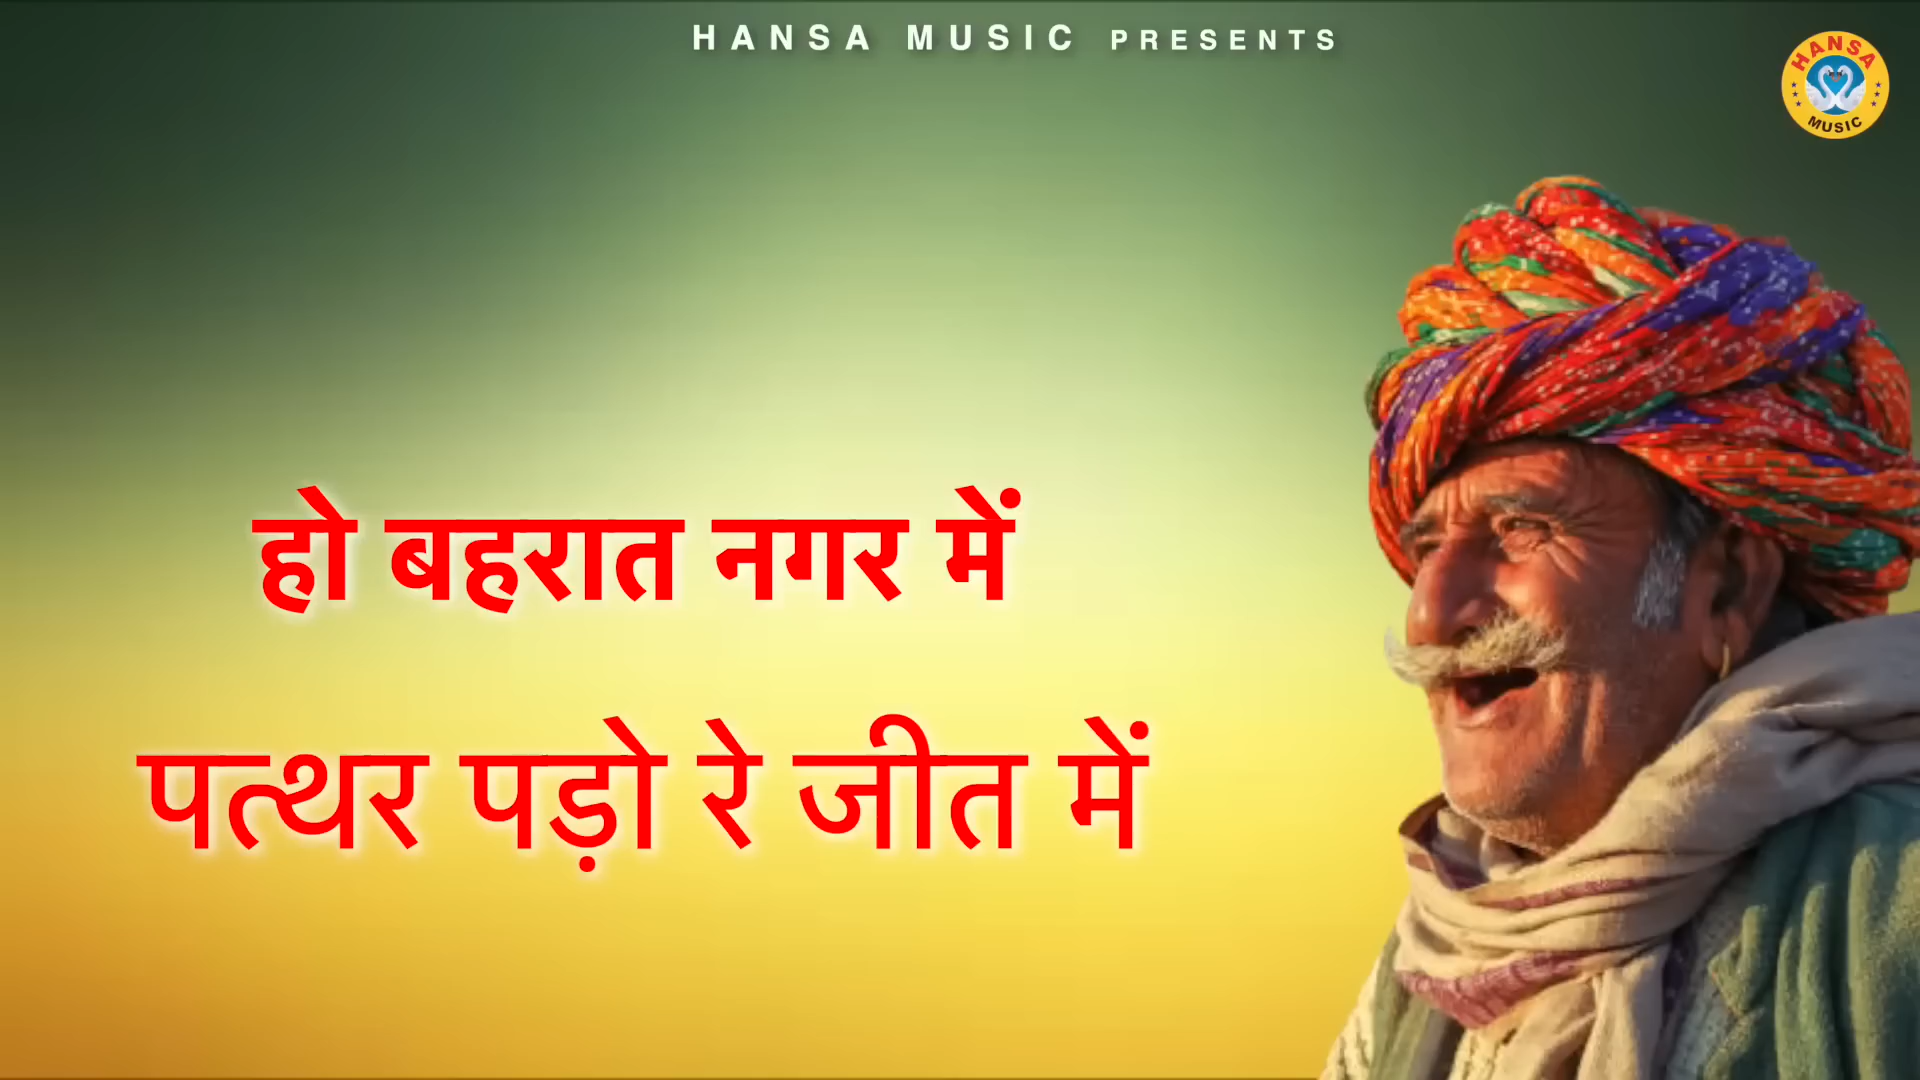 HANSA MUSIC PRESENTS
HANSA
MUSIC
हो बहरात नगर में
पत्थर पड़ो रे जीत में